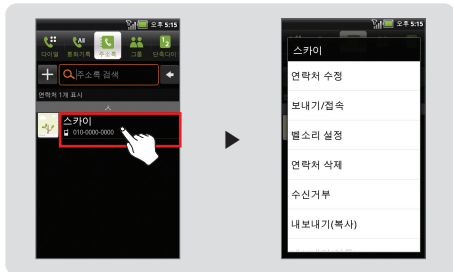 오후 5:15
다이얼 통화기록 주소록 그룹 단축다이
주소록 검색
연락처 1개 표시
ㅅ
스카이
010-0000-0000
오후 5:15
스카이
연락처 수정
보내기/접속
벨소리 설정
연락처 삭제
수신거부
내보내기(복사)